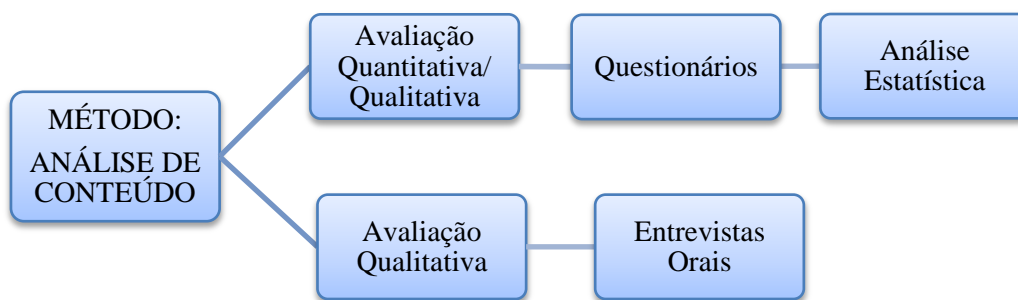 MÉTODO:
ANÁLISE DE
CONTEÚDO
Avaliação
Quantitativa/
Qualitativa
Questionários
Análise
Estatística
Avaliação
Qualitativa
Entrevistas
Orais